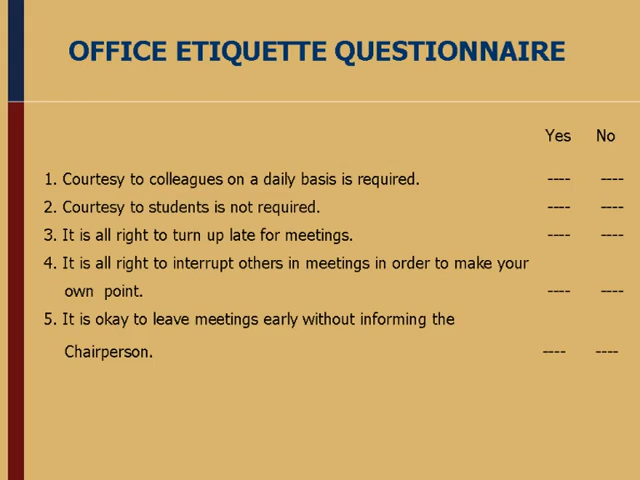 OFFICE ETIQUETTE QUESTIONNAIRE
Yes No
1. Courtesy to colleagues on a daily basis is required. ---- ----
2. Courtesy to students is not required. ---- ----
3. It is all right to turn up late for meetings. ---- ----
4. It is all right to interrupt others in meetings in order to make your
own point. ---- ----
5. It is okay to leave meetings early without informing the
Chairperson. ---- ----